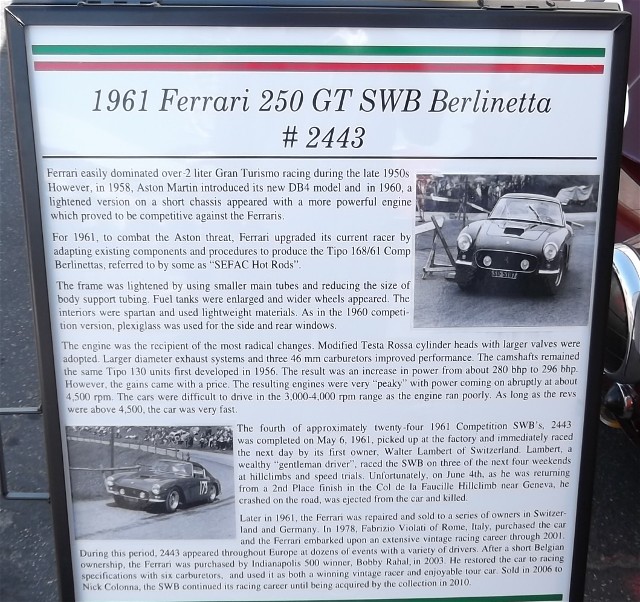 1961 Ferrari 250 GT SWB Berlinetta
# 2443
Ferrari easily dominated over-2 liter Gran Turismo racing during the late 1950s
However, in 1958, Aston Martin introduced its new DB4 model and in 1960, a
lightened version on a short chassis appeared with a more powerful engine
which proved to be competitive against the Ferraris.
For 1961, to combat the Aston threat, Ferrari upgraded its current racer by
adapting existing components and procedures to produce the Tipo 168/61 Comp
Berlinettas, referred to by some as “SEFAC Hot Rods”.
The frame was lightened by using smaller main tubes and reducing the size of
body support tubing. Fuel tanks were enlarged and wider wheels appeared. The
interiors were spartan and used lightweight materials. As in the 1960 competi-
tion version, plexiglass was used for the side and rear windows.
The engine was the recipient of the most radical changes. Modified Testa Rossa cylinder heads with larger valves were
adopted. Larger diameter exhaust systems and three 46 mm carburetors improved performance. The camshafts remained
the same Tipo 130 units first developed in 1956. The result was an increase in power from about 280 bhp to 296 bhp.
However, the gains came with a price. The resulting engines were very “peaky” with power coming on abruptly at about
4,500 rpm. The cars were difficult to drive in the 3,000-4,000 rpm range as the engine ran poorly. As long as the revs
were above 4,500, the car was very fast.
The fourth of approximately twenty-four 1961 Competition SWB's, 2443
was completed on May 6, 1961, picked up at the factory and immediately raced
the next day by its first owner, Walter Lambert of Switzerland. Lambert, a
wealthy “gentleman driver”, raced the SWB on three of the next four weekends
at hillclimbs and speed trials. Unfortunately, on June 4th, as he was returning
from a 2nd Place finish in the Col de la Faucille Hillclimb near Geneva, he
crashed on the road, was ejected from the car and killed.
173
Later in 1961, the Ferrari was repaired and sold to a series of owners in Switzer-
land and Germany. In 1978, Fabrizio Violati of Rome, Italy, purchased the car
and the Ferrari embarked upon an extensive vintage racing career through 2001.
During this period, 2443 appeared throughout Europe at dozens of events with a variety of drivers. After a short Belgian
ownership, the Ferrari was purchased by Indianapolis 500 winner, Bobby Rahal, in 2003. He restored the car to racing
specifications with six carburetors, and used it as both a winning vintage racer and enjoyable tour car. Sold in 2006 to
Nick Colonna, the SWB continued its racing career until being acquired by the collection in 2010.